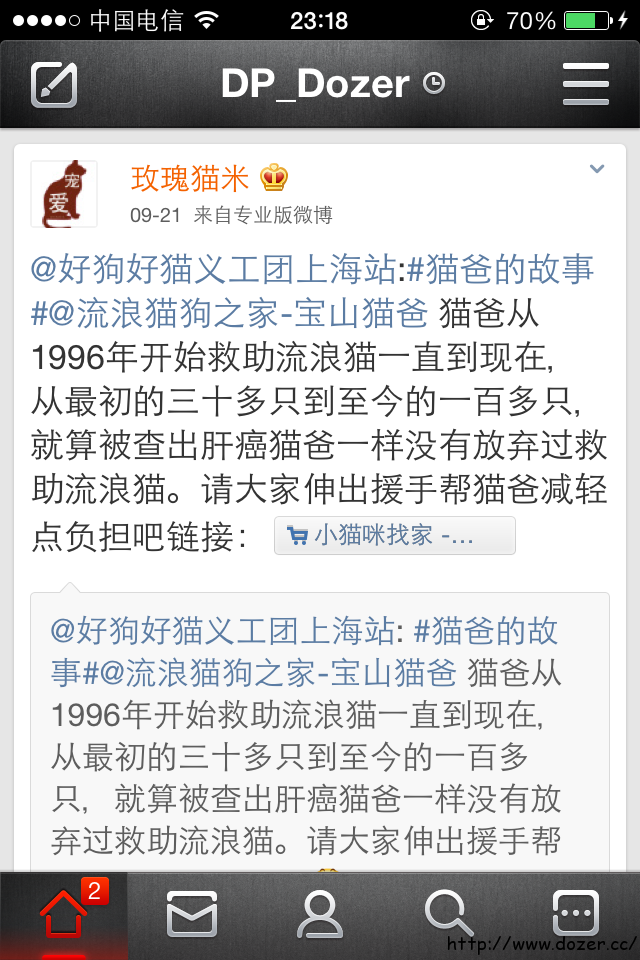 中国电信 23:18 70%
DP_Dozer
宠
爱
玫瑰猫米
09-21 来自专业版微博
@好狗好猫义工团上海站:#猫爸的故事
#@流浪猫狗之家-宝山猫爸 猫爸从
1996年开始救助流浪猫一直到现在,
从最初的三十多只到至今的一百多只,
就算被查出肝癌猫爸一样没有放弃过救
助流浪猫。请大家伸出援手帮猫爸减轻
点负担吧链接: 小猫咪找家 -...
@好狗好猫义工团上海站: #猫爸的故
事#@流浪猫狗之家-宝山猫爸 猫爸从
1996年开始救助流浪猫一直到现在,
从最初的三十多只到至今的一百多
只, 就算被查出肝癌猫爸一样没有放
弃过救助流浪猫。请大家伸出援手帮
2
http://www.dozer.cc/